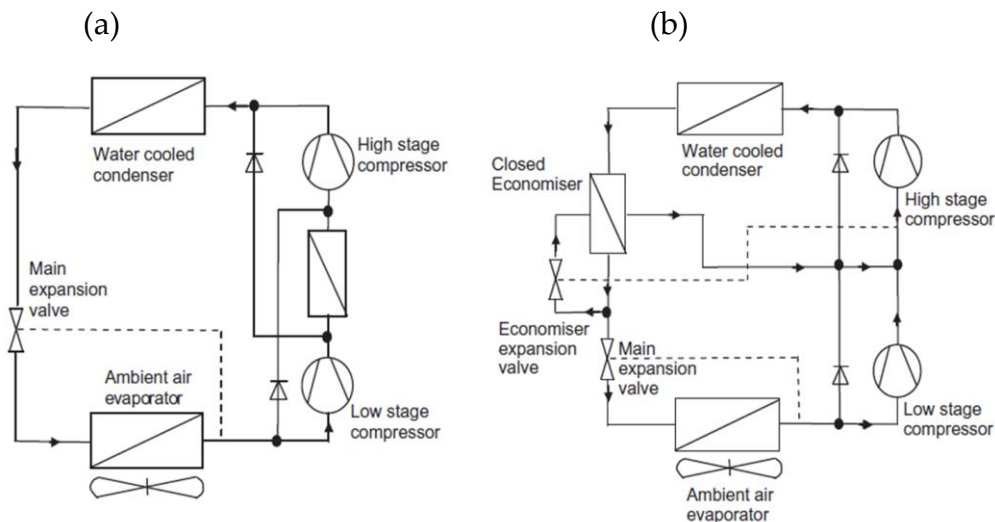 (a)
Water cooled
condenser
High stage
compressor
Main
expansion
valve
Ambient air
evaporator
Low stage
compressor
(b)
Closed
Economiser
Water cooled
condenser
High stage
compressor
Economiser
expansion
valve
Main
expansion
valve
Low stage
compressor
Ambient air
evaporator